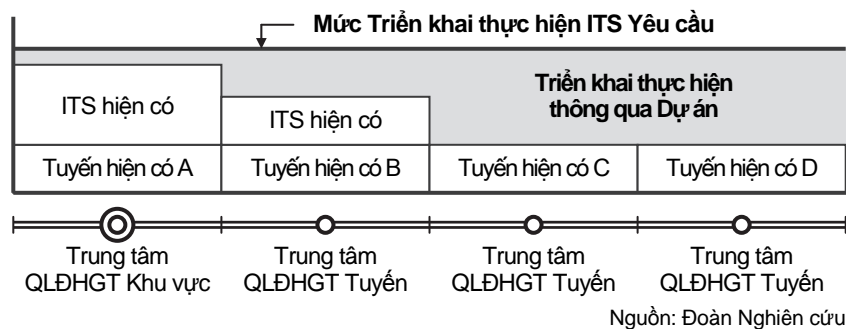 Mức Triển khai thực hiện ITS Yêu cầu
Triển khai thực hiện
thông qua Dự án
ITS hiện có
ITS hiện có
Tuyến hiện có A
Tuyến hiện có B
Tuyến hiện có C
Tuyến hiện có D
Trung tâm
QLĐHGT Khu vực
Trung tâm
QLĐHGT Tuyến
Trung tâm
QLĐHGT Tuyến
Trung tâm
QLĐHGT Tuyến
Nguồn: Đoàn Nghiên cứu